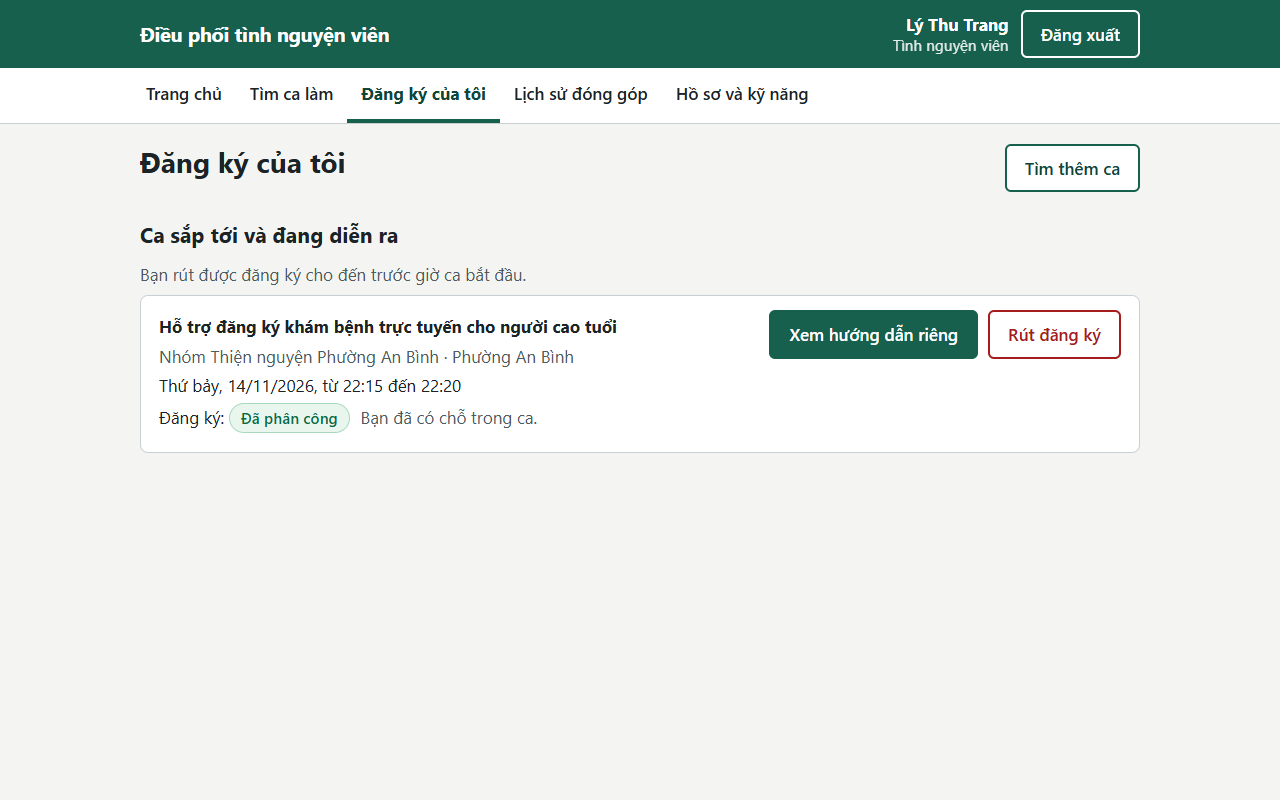 Điều phối tình nguyện viên
Lý Thu Trang
Tình nguyện viên
Đăng xuất
Trang chủ
Tìm ca làm
Đăng ký của tôi
Lịch sử đóng góp
Hồ sơ và kỹ năng
Đăng ký của tôi
Tìm thêm ca
Ca sắp tới và đang diễn ra
Bạn rút được đăng ký cho đến trước giờ ca bắt đầu.
Hỗ trợ đăng ký khám bệnh trực tuyến cho người cao tuổi
Xem hướng dẫn riêng
Rút đăng ký
Nhóm Thiện nguyện Phường An Bình · Phường An Bình
Thứ bảy, 14/11/2026, từ 22:15 đến 22:20
Đăng ký: Đã phân công Bạn đã có chỗ trong ca.